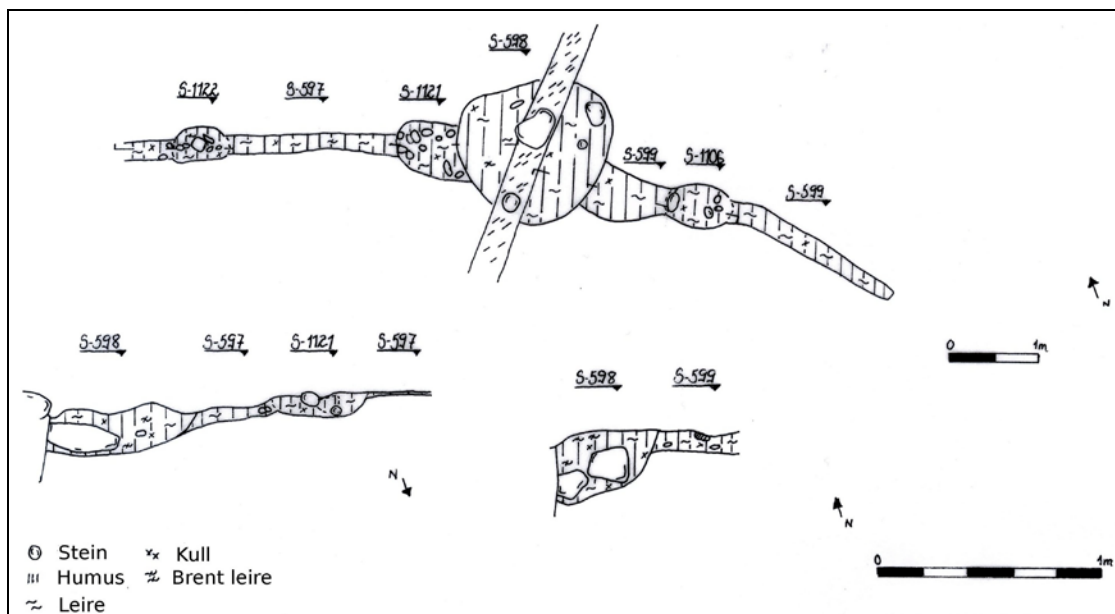 S-598
S-1122 S-597 S-1121
S-599 S-1106
S-599
N
0 1m
S-598 S-597 S-1121 S-597
S-598 S-599
N
N
Stein Kull
Humus Brent leire
Leire
0 1m